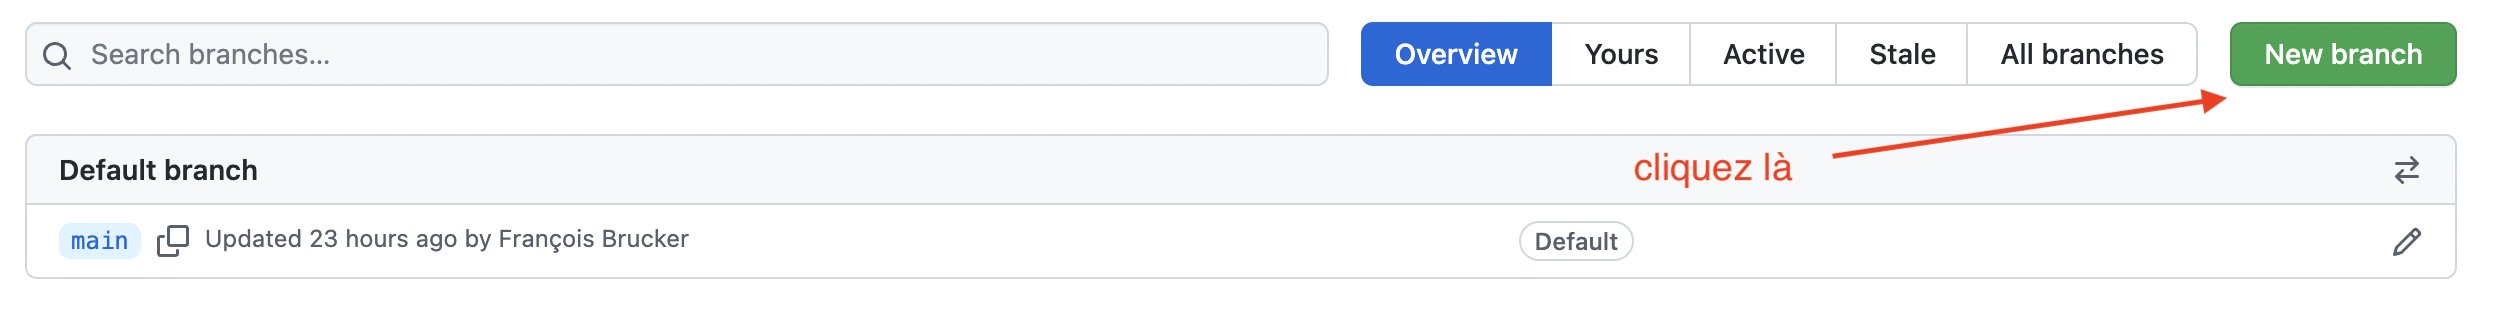 Search branches...
Overview
Yours
Active
Stale
All branches
New branch
Default branch
cliquez là
main
Updated 23 hours ago by François Brucker
Default